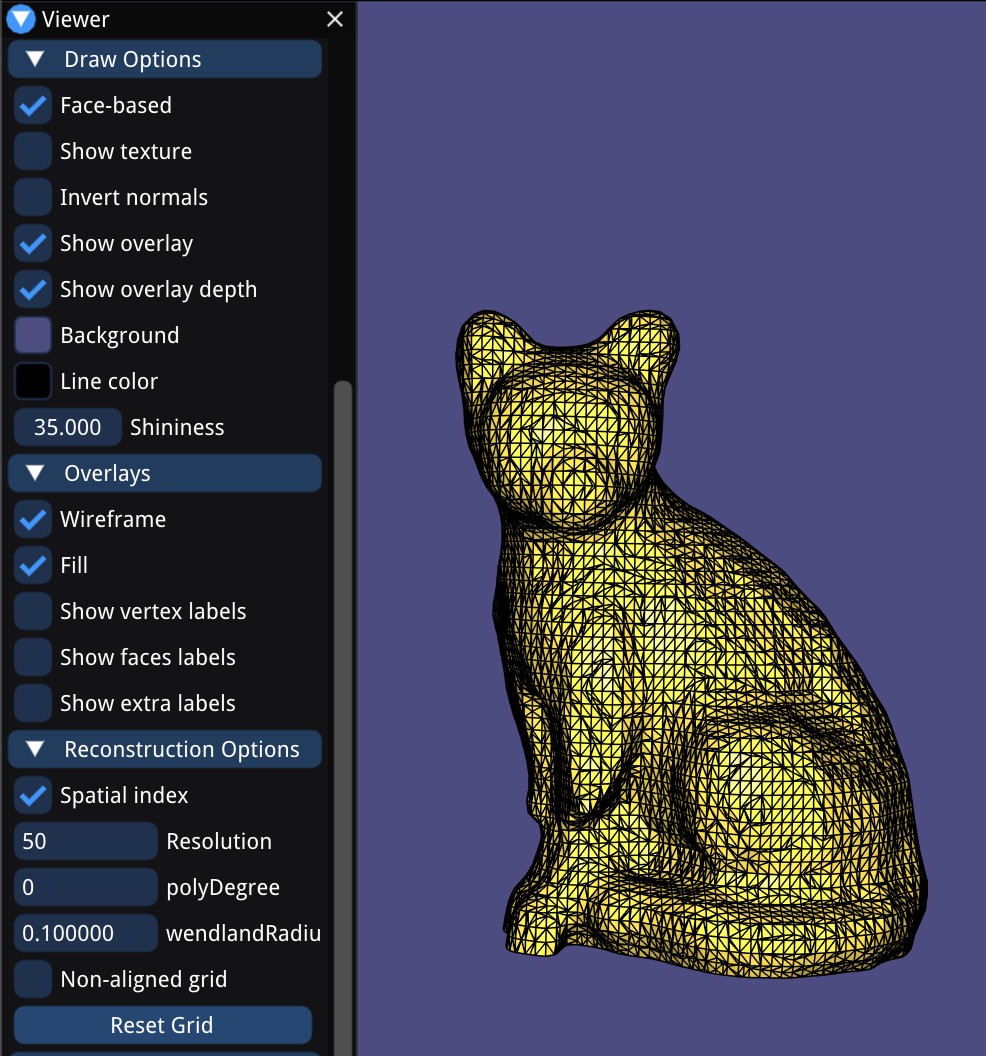 Viewer
Draw Options
Face-based
Show texture
Invert normals
Show overlay
Show overlay depth
Background
Line color
35.000 Shininess
Overlays
Wireframe
Fill
Show vertex labels
Show faces labels
Show extra labels
Reconstruction Options
Spatial index
50 Resolution
0 polyDegree
0.100000 wendlandRadiu
Non-aligned grid
Reset Grid